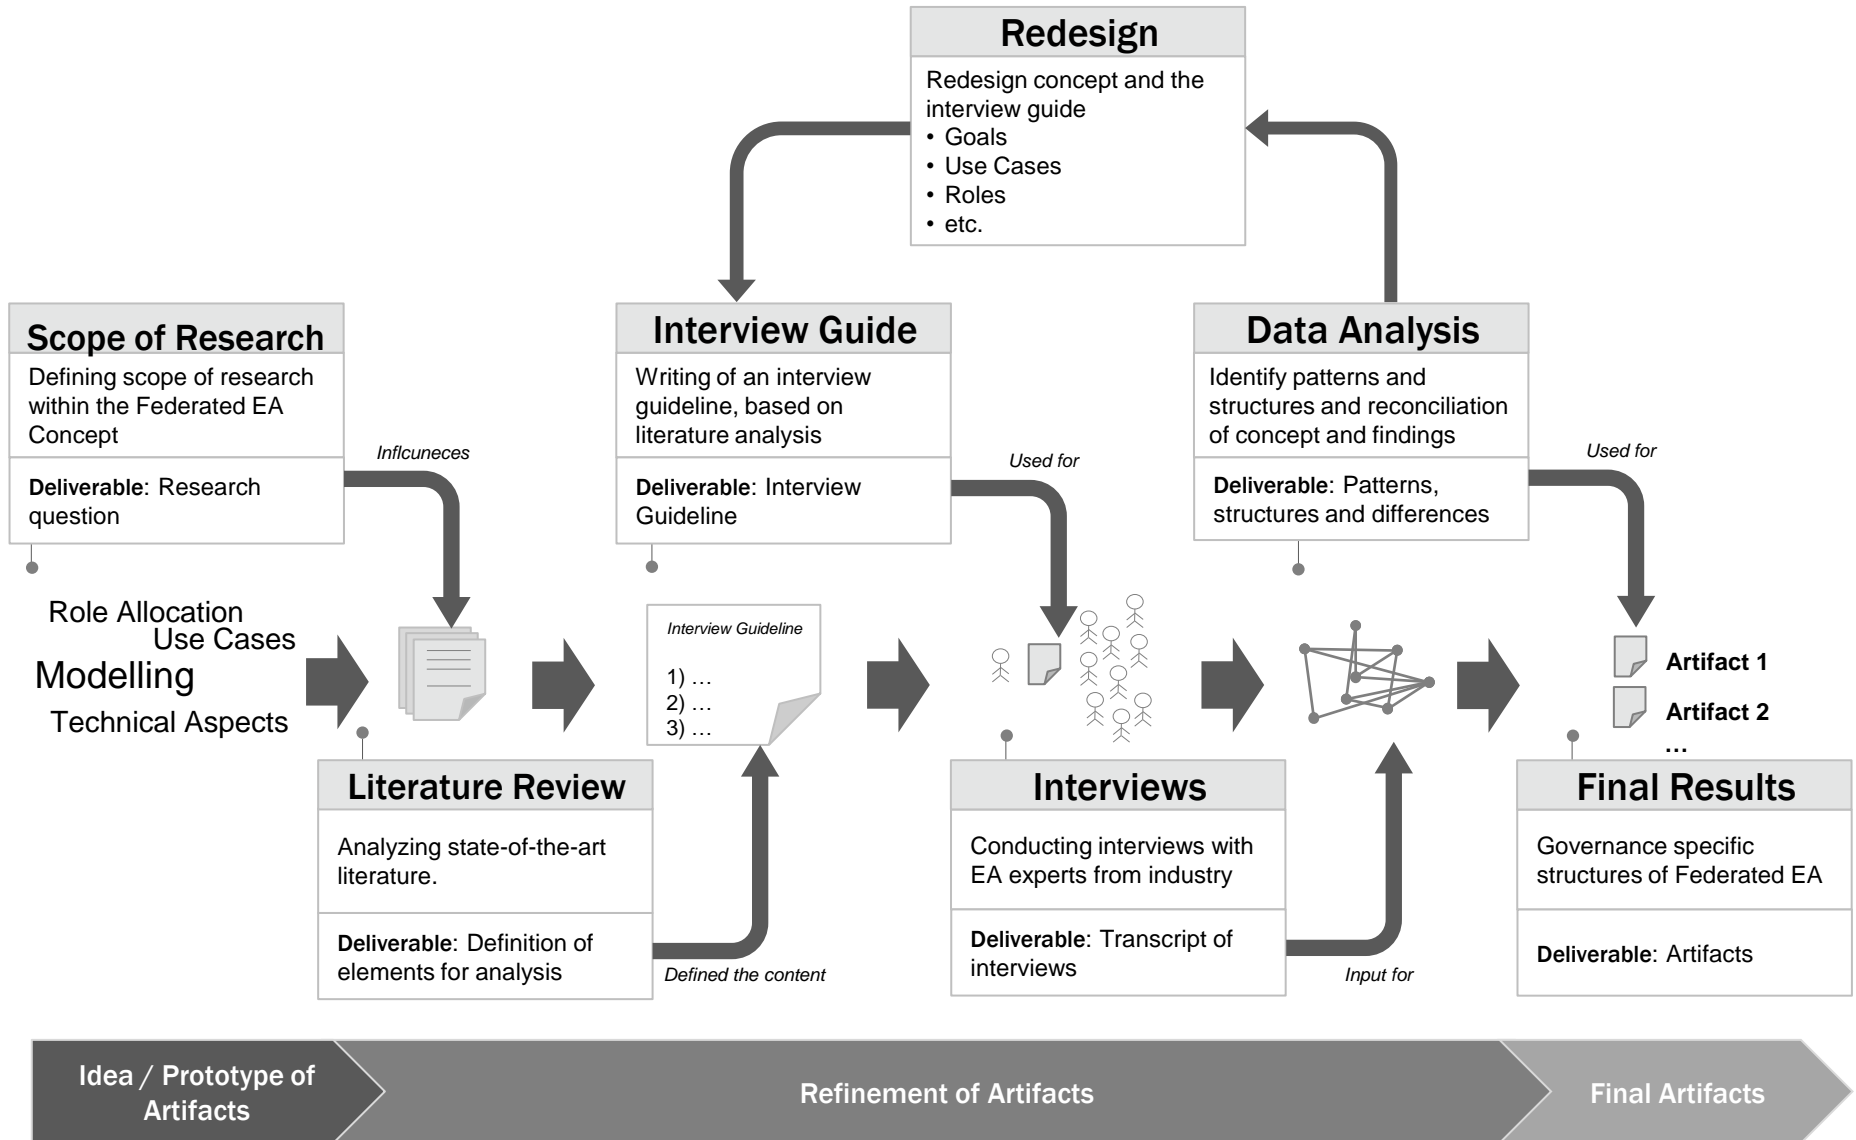 Redesign
Redesign concept and the
interview guide
• Goals
• Use Cases
• Roles
• etc.
Scope of Research
Defining scope of research
within the Federated EA
Concept
Deliverable: Research
question
Inflcuneces
Interview Guide
Writing of an interview
guideline, based on
literature analysis
Deliverable: Interview
Guideline
Used for
Data Analysis
Identify patterns and
structures and reconciliation
of concept and findings
Deliverable: Patterns,
structures and differences
Used for
Role Allocation
Use Cases
Modelling
Technical Aspects
Interview Guideline
1) ...
2) ...
3) ...
Artifact 1
Artifact 2
...
Literature Review
Analyzing state-of-the-art
literature.
Deliverable: Definition of
elements for analysis
Defined the content
Interviews
Conducting interviews with
EA experts from industry
Deliverable: Transcript of
interviews
Input for
Final Results
Governance specific
structures of Federated EA
Deliverable: Artifacts
Idea / Prototype of
Artifacts
Refinement of Artifacts
Final Artifacts